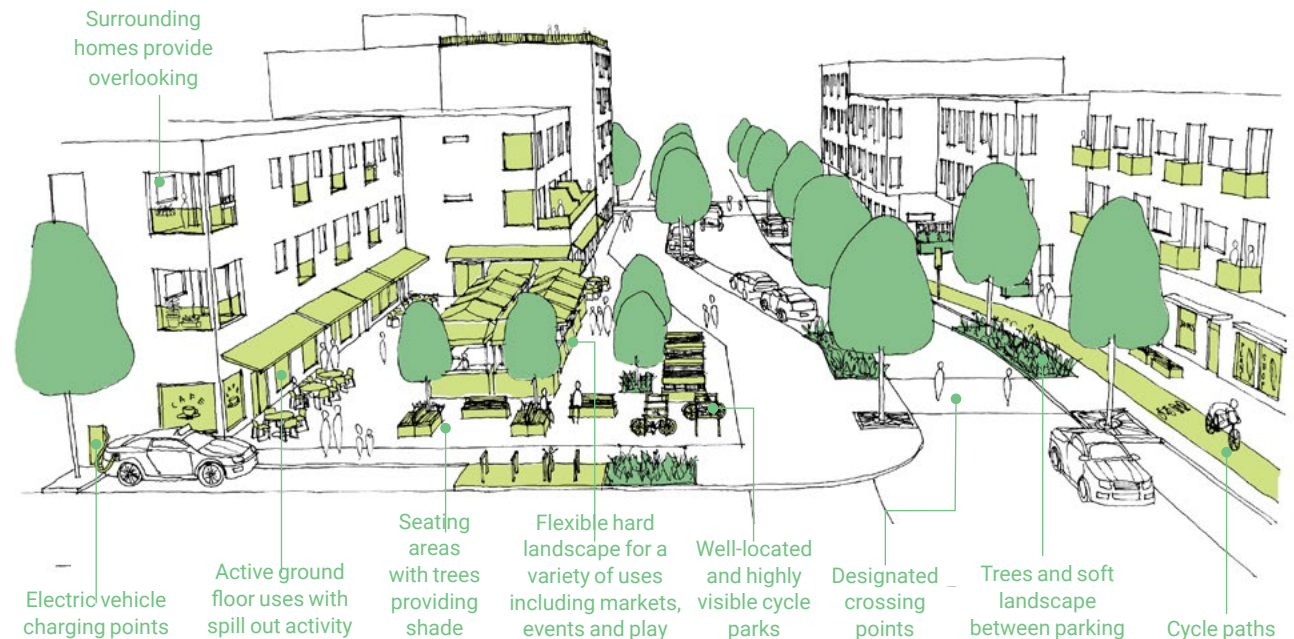 Surrounding
homes provide
overlooking
CAFE
Electric vehicle
charging points
Active ground
floor uses with
spill out activity
Seating
areas
with trees
providing
shade
Flexible hard
landscape for a
variety of uses
including markets,
events and play
Well-located
and highly
visible cycle
parks
Designated
crossing
points
Trees and soft
landscape
between parking
Cycle paths